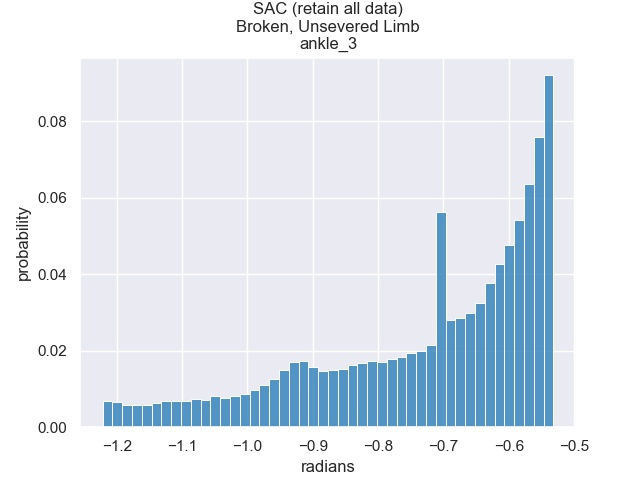 SAC (retain all data)
Broken, Unsevered Limb
ankle_3
probability
0.08
0.06
0.04
0.02
0.00
−1.2 −1.1 −1.0 −0.9 −0.8 −0.7 −0.6 −0.5
radians